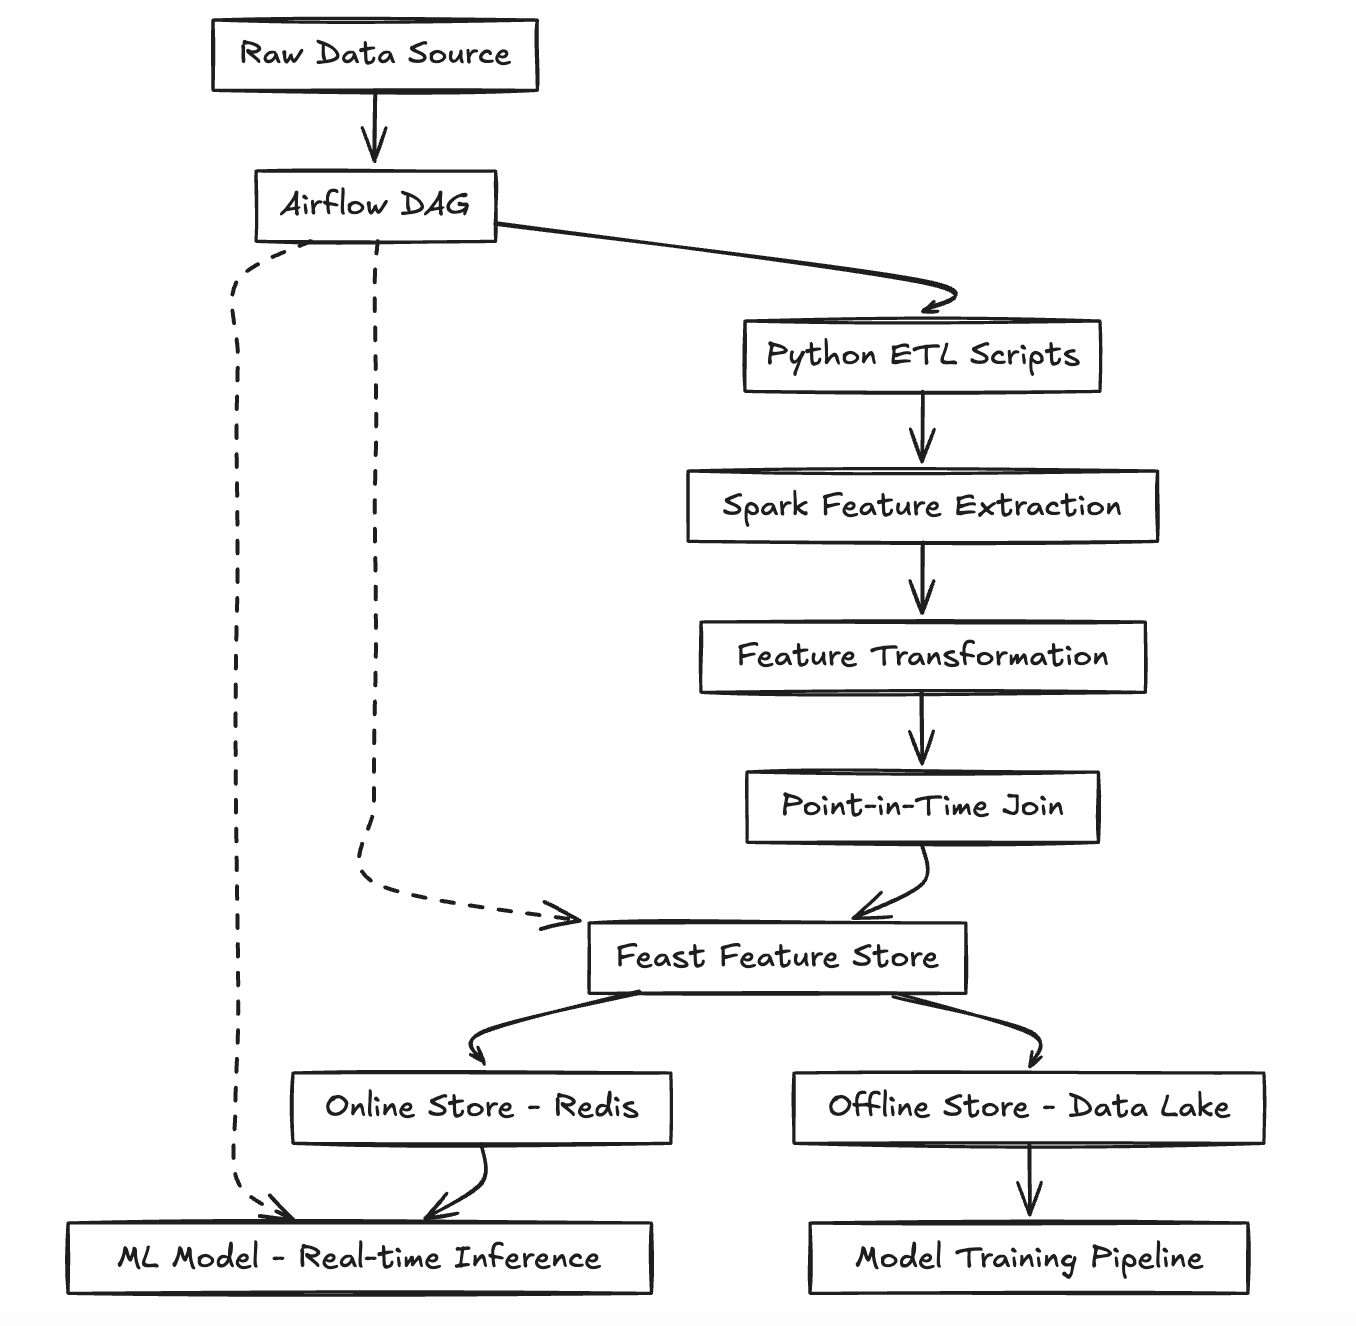 Raw Data Source
Airflow DAG
Python ETL Scripts
Spark Feature Extraction
Feature Transformation
Point-in-Time Join
Feast Feature Store
Online Store - Redis
Offline Store - Data Lake
ML Model - Real-time Inference
Model Training Pipeline